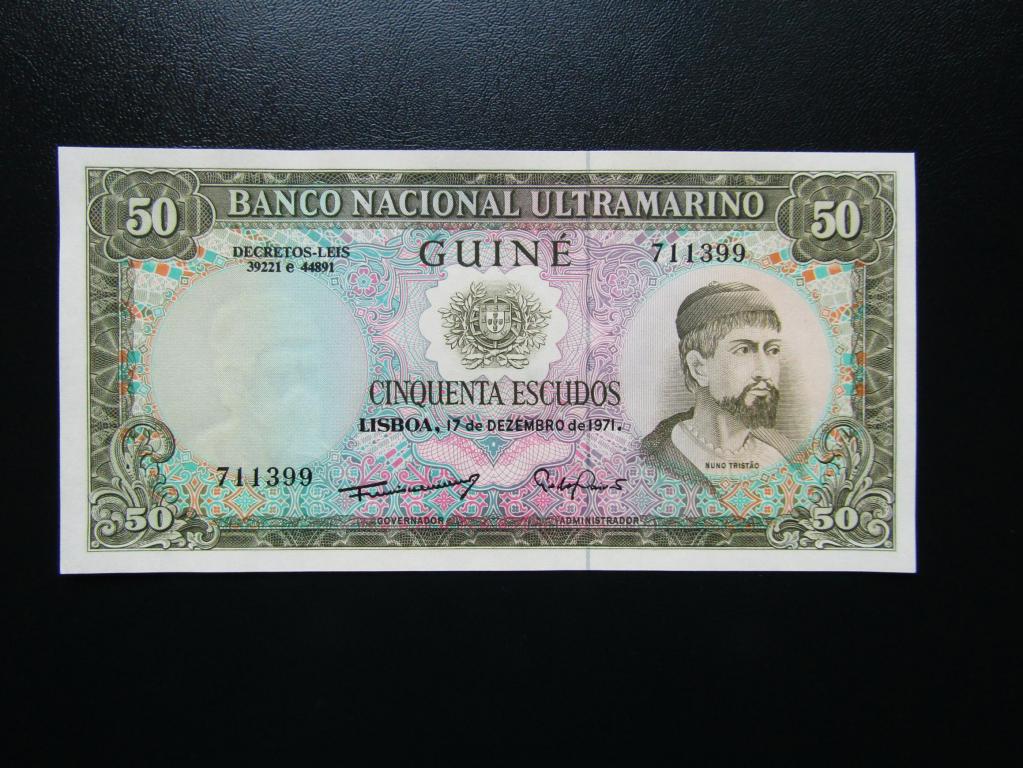 50 BANCO NACIONAL ULTRAMARINO 50
DECRETOS-LEIS
39221 e 44891
GUINÉ
711399
CINQUENTA ESCUDOS
LISBOA, 17 de DEZEMBRO de 1971.
NUNO TRISTÃO
711399
50 GOVERNADOR ADMINISTRADOR 50